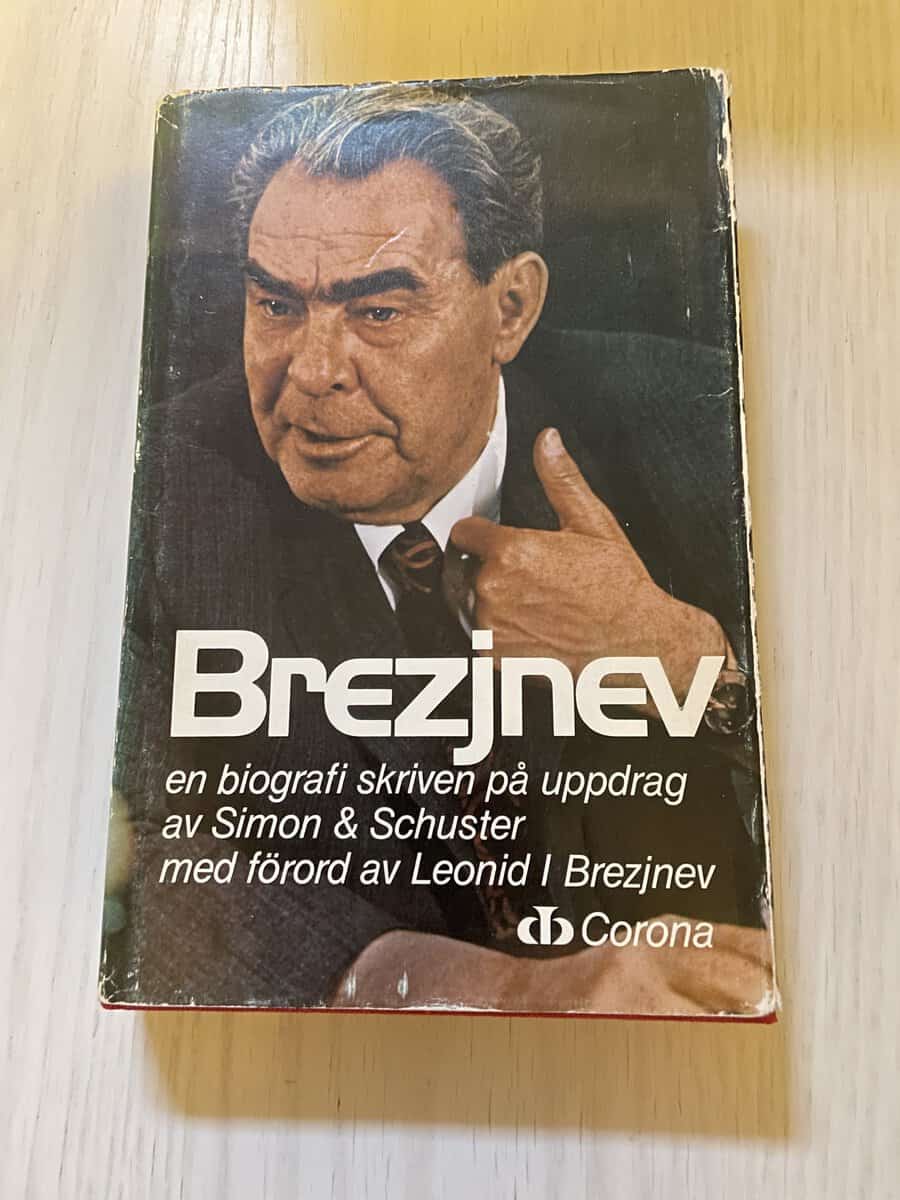 Brezjnev
en biografi skriven på uppdrag
av Simon & Schuster
med förord av Leonid I Brezjnev
Corona